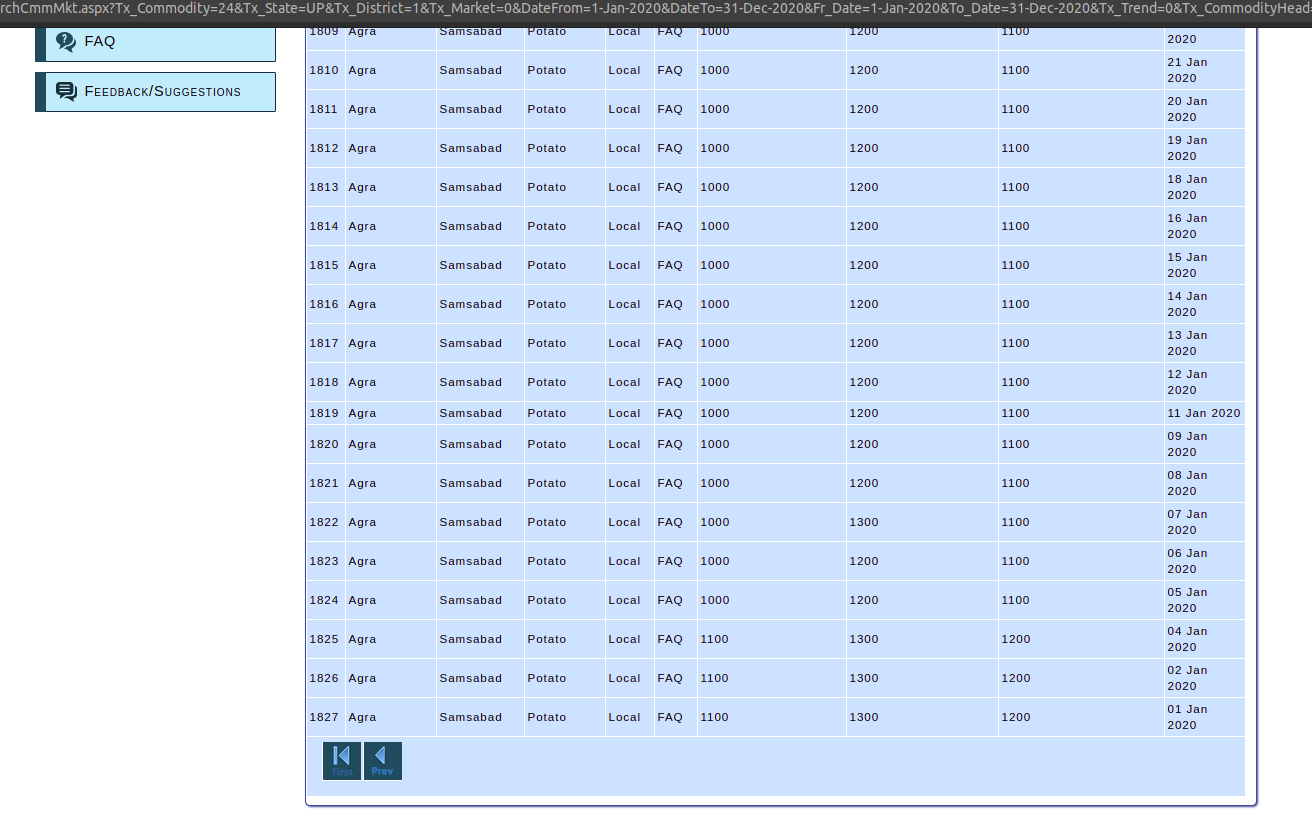 rchCmmMkt.aspx?Tx_Commodity=24&Tx_State=UP&Tx_District=1&Tx_Market=0&DateFrom=1-Jan-2020&DateTo=31-Dec-2020&Fr_Date=1-Jan-2020&To_Date=31-Dec-2020&Tx_Trend=0&Tx_CommodityHead=
FAQ
Feedback/Suggestions
1809 Agra Samsabad Potato Local FAQ 1000 1200 1100 2020
1810 Agra Samsabad Potato Local FAQ 1000 1200 1100 21 Jan 2020
1811 Agra Samsabad Potato Local FAQ 1000 1200 1100 20 Jan 2020
1812 Agra Samsabad Potato Local FAQ 1000 1200 1100 19 Jan 2020
1813 Agra Samsabad Potato Local FAQ 1000 1200 1100 18 Jan 2020
1814 Agra Samsabad Potato Local FAQ 1000 1200 1100 16 Jan 2020
1815 Agra Samsabad Potato Local FAQ 1000 1200 1100 15 Jan 2020
1816 Agra Samsabad Potato Local FAQ 1000 1200 1100 14 Jan 2020
1817 Agra Samsabad Potato Local FAQ 1000 1200 1100 13 Jan 2020
1818 Agra Samsabad Potato Local FAQ 1000 1200 1100 12 Jan 2020
1819 Agra Samsabad Potato Local FAQ 1000 1200 1100 11 Jan 2020
1820 Agra Samsabad Potato Local FAQ 1000 1200 1100 09 Jan 2020
1821 Agra Samsabad Potato Local FAQ 1000 1200 1100 08 Jan 2020
1822 Agra Samsabad Potato Local FAQ 1000 1300 1100 07 Jan 2020
1823 Agra Samsabad Potato Local FAQ 1000 1200 1100 06 Jan 2020
1824 Agra Samsabad Potato Local FAQ 1000 1200 1100 05 Jan 2020
1825 Agra Samsabad Potato Local FAQ 1100 1300 1200 04 Jan 2020
1826 Agra Samsabad Potato Local FAQ 1100 1300 1200 02 Jan 2020
1827 Agra Samsabad Potato Local FAQ 1100 1300 1200 01 Jan 2020
First Prev